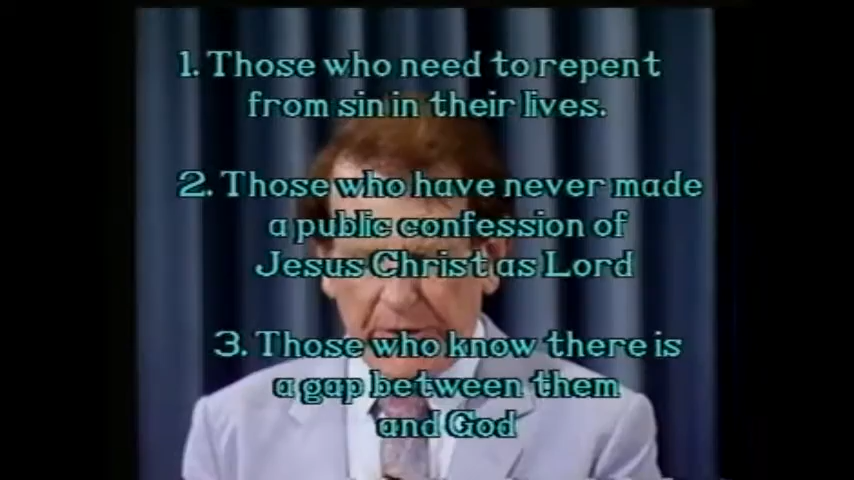 1. Those who need to repent
from sin in their lives.
2. Those who have never made
a public confession of
Jesus Christ as Lord
3. Those who know there is
a gap between them
and God